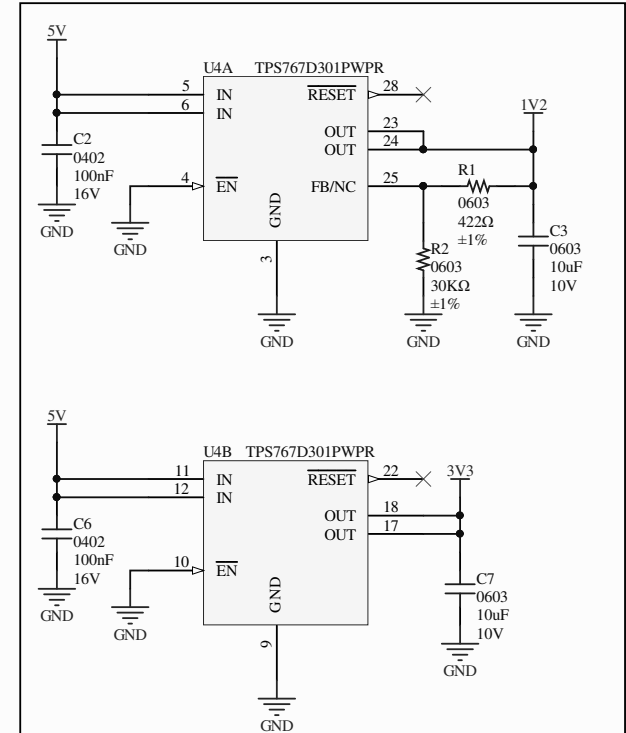 5V
U4A TPS767D301PWPR
5 IN
6 IN
RESET 28
1V2
OUT 23
OUT 24
C2
0402
100nF
16V
4 EN
FB/NC 25
R1
0603
422Ω
±1%
GND
GND
GND
3
R2
0603
30KΩ
±1%
C3
0603
10uF
10V
GND
GND
GND
5V
U4B TPS767D301PWPR
11 IN
12 IN
RESET 22
3V3
OUT 18
OUT 17
C6
0402
100nF
16V
10 EN
GND
GND
GND
9
C7
0603
10uF
10V
GND
GND